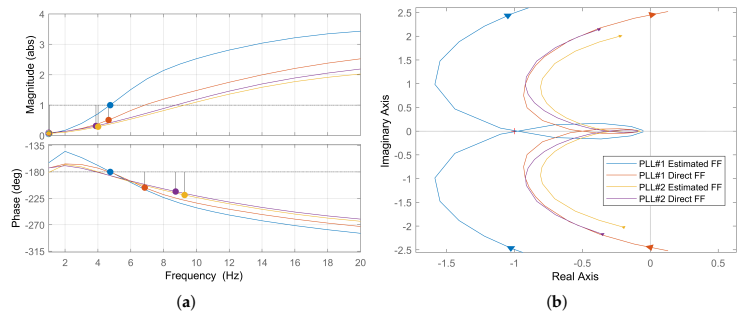 4
3
2
1
0
Magnitude (abs)
-135
-180
-225
-270
-315
Phase (deg)
2 4 6 8 10 12 14 16 18 20
Frequency (Hz)
(a)
2.5
2
1.5
1
0.5
0
-0.5
-1
-1.5
-2
-2.5
Imaginary Axis
PLL#1 Estimated FF
PLL#1 Direct FF
PLL#2 Estimated FF
PLL#2 Direct FF
-1.5 -1 -0.5 0 0.5
Real Axis
(b)